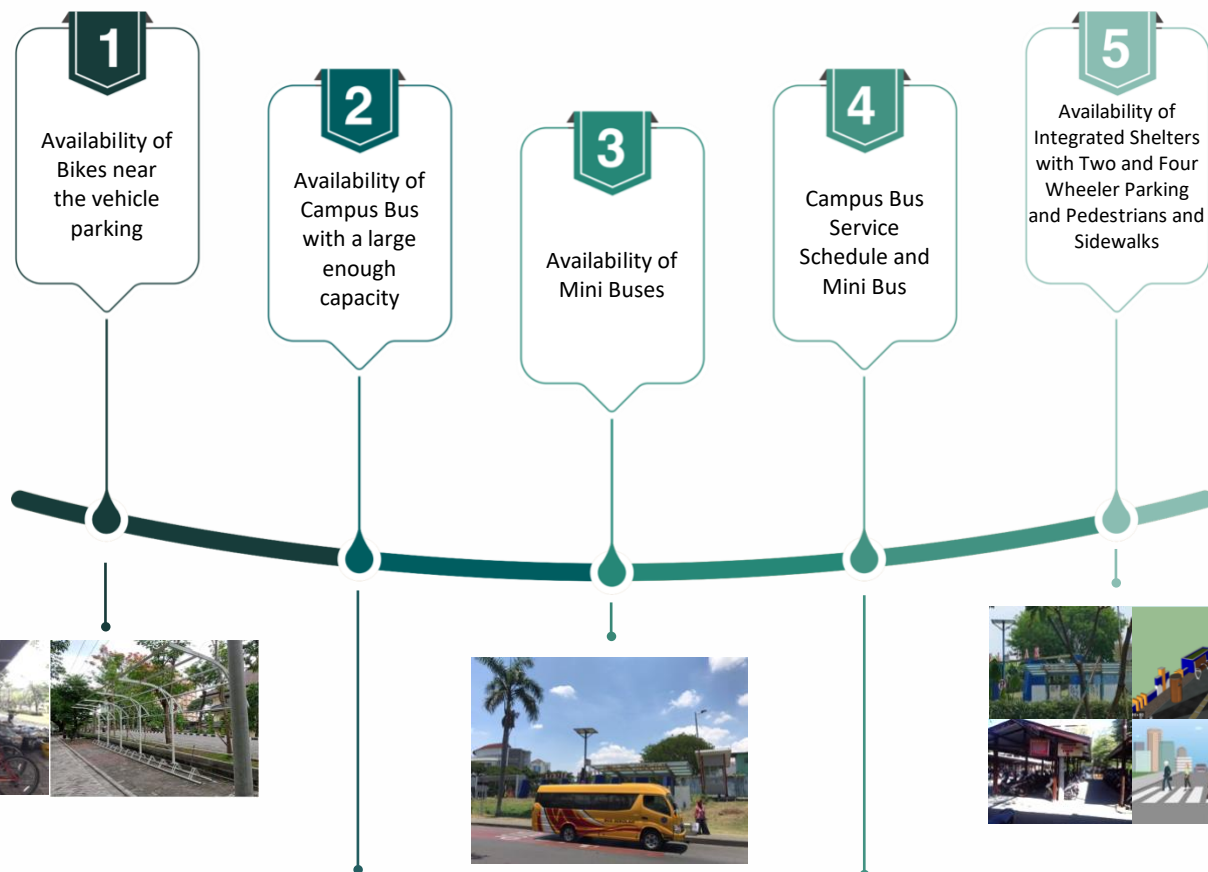 1
Availability of
Bikes near
the vehicle
parking
2
Availability of
Campus Bus
with a large
enough
capacity
3
Availability of
Mini Buses
4
Campus Bus
Service
Schedule and
Mini Bus
5
Availability of
Integrated Shelters
with Two and Four
Wheeler Parking
and Pedestrians and
Sidewalks